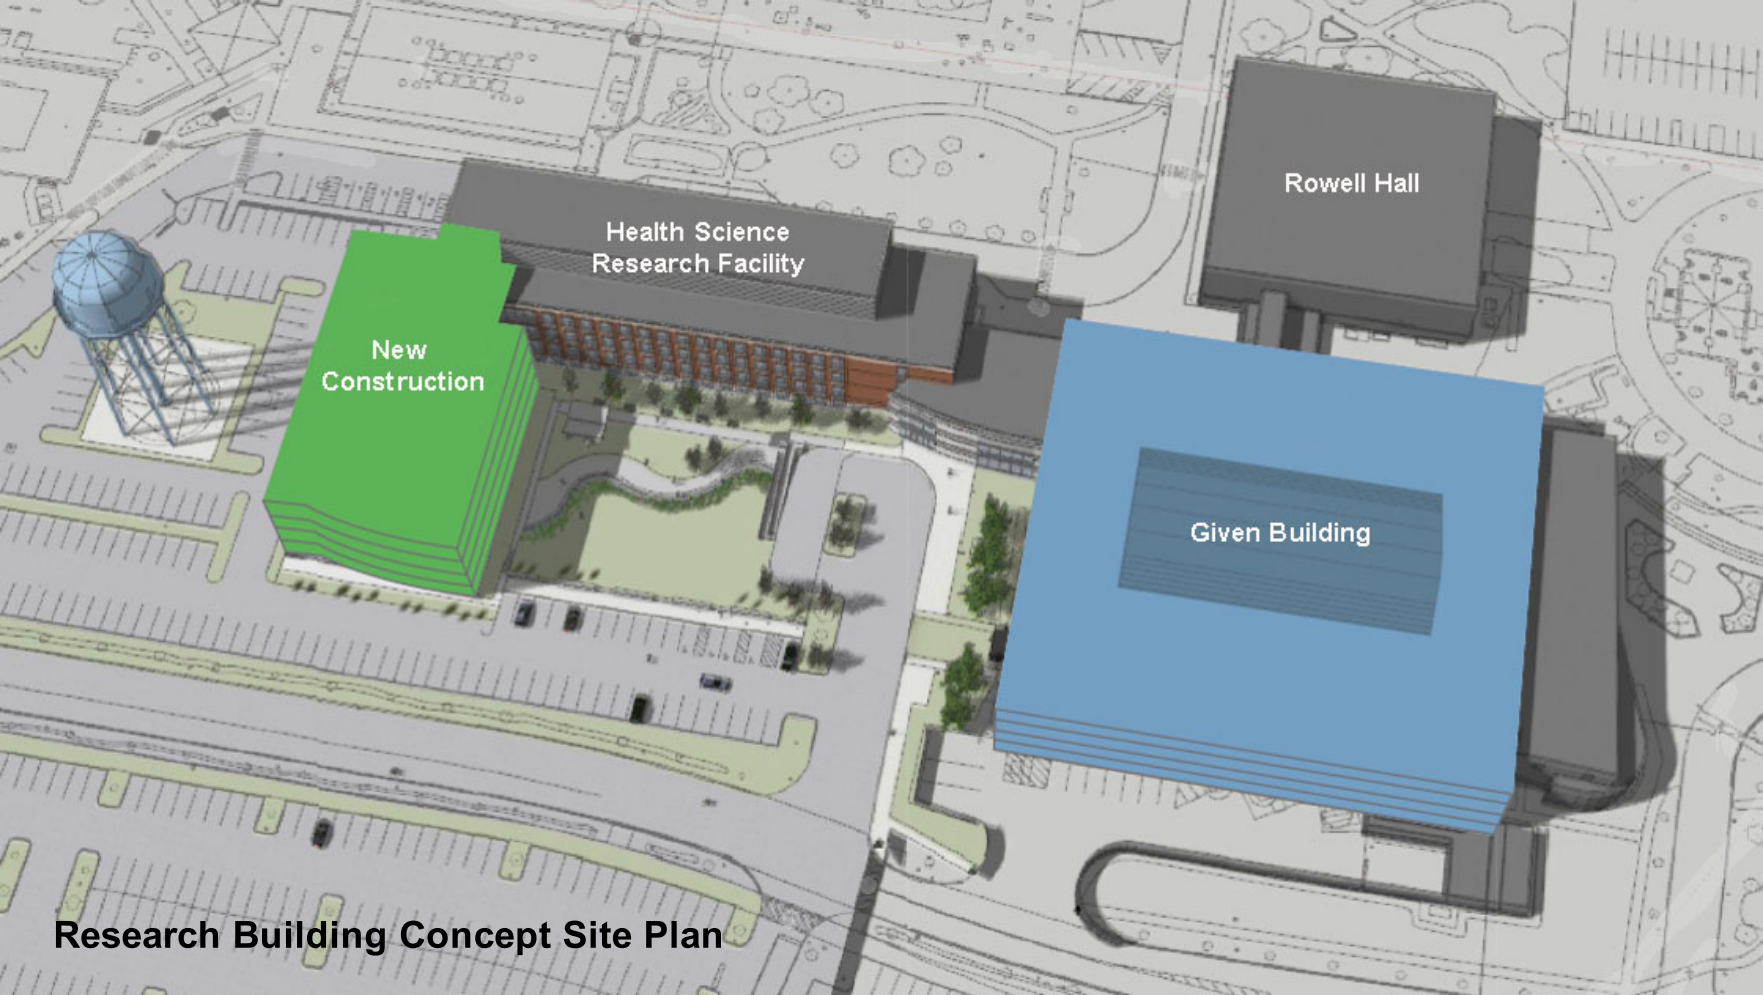 Rowell Hall
Health Science
Research Facility
New
Construction
Given Building
Research Building Concept Site Plan